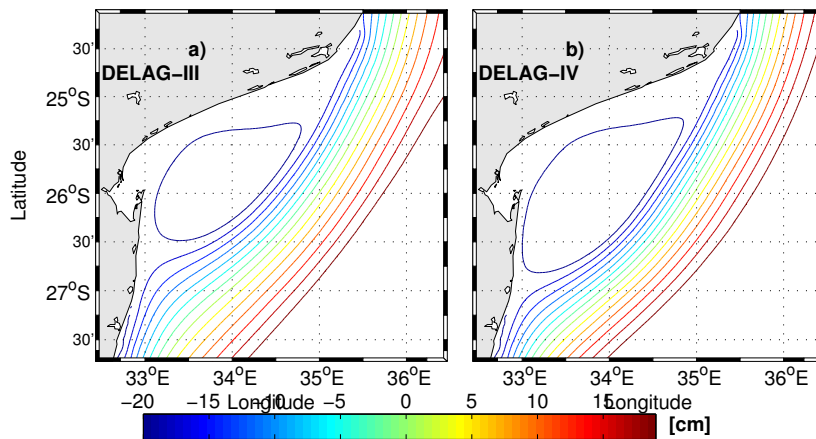 a)
DELAG−III
b)
DELAG−IV
30'
25°S
30'
26°S
30'
27°S
30'
Latitude
33°E 34°E 35°E 36°E
33°E 34°E 35°E 36°E
Longitude
Longitude
−20 −15 −10 −5 0 5 10 15
[cm]